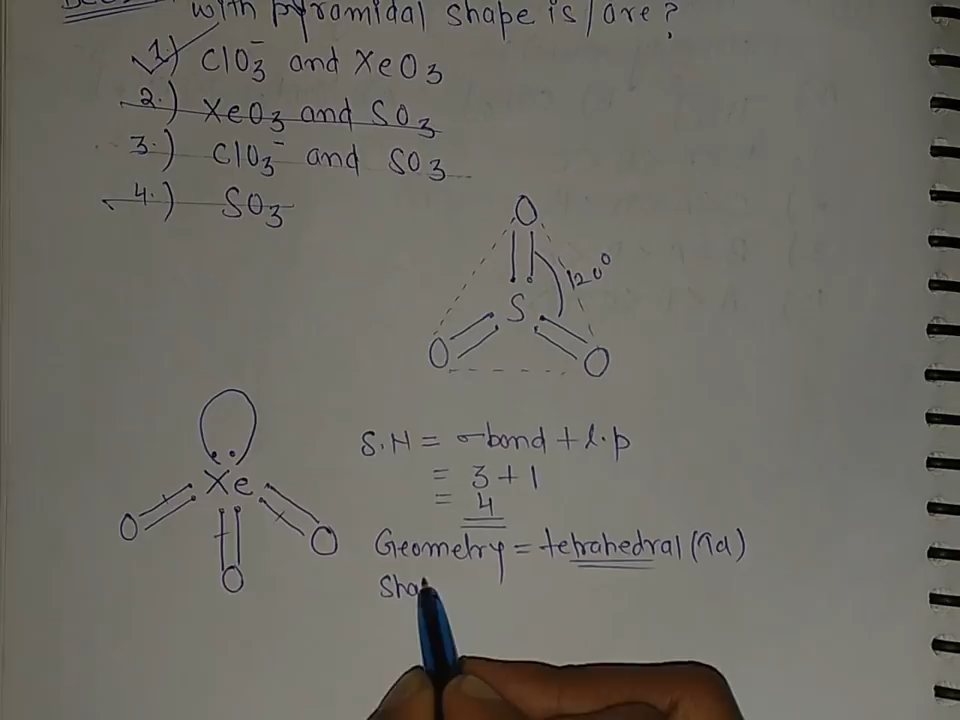 with pyramidal shape is/are?
1.) ClO3- and XeO3
2.) XeO3 and SO3
3.) ClO3- and SO3
4.) SO3
O
120°
S
O O
Xe
O O
O
S.N = σ bond + l.p
= 3 + 1
= 4
Geometry = tetrahedral (Td)
Sha